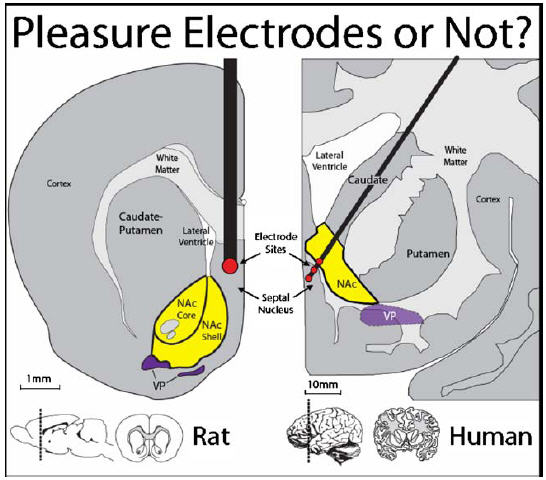 Pleasure Electrodes or Not?
Cortex
White
Matter
Caudate-
Putamen
Lateral
Ventricle
NAc
Core
NAc
Shell
VP
1mm
Electrode
Sites
Septal
Nucleus
Lateral
Ventricle
Caudate
White
Matter
Cortex
Putamen
NAc
VP
10mm
Rat
Human